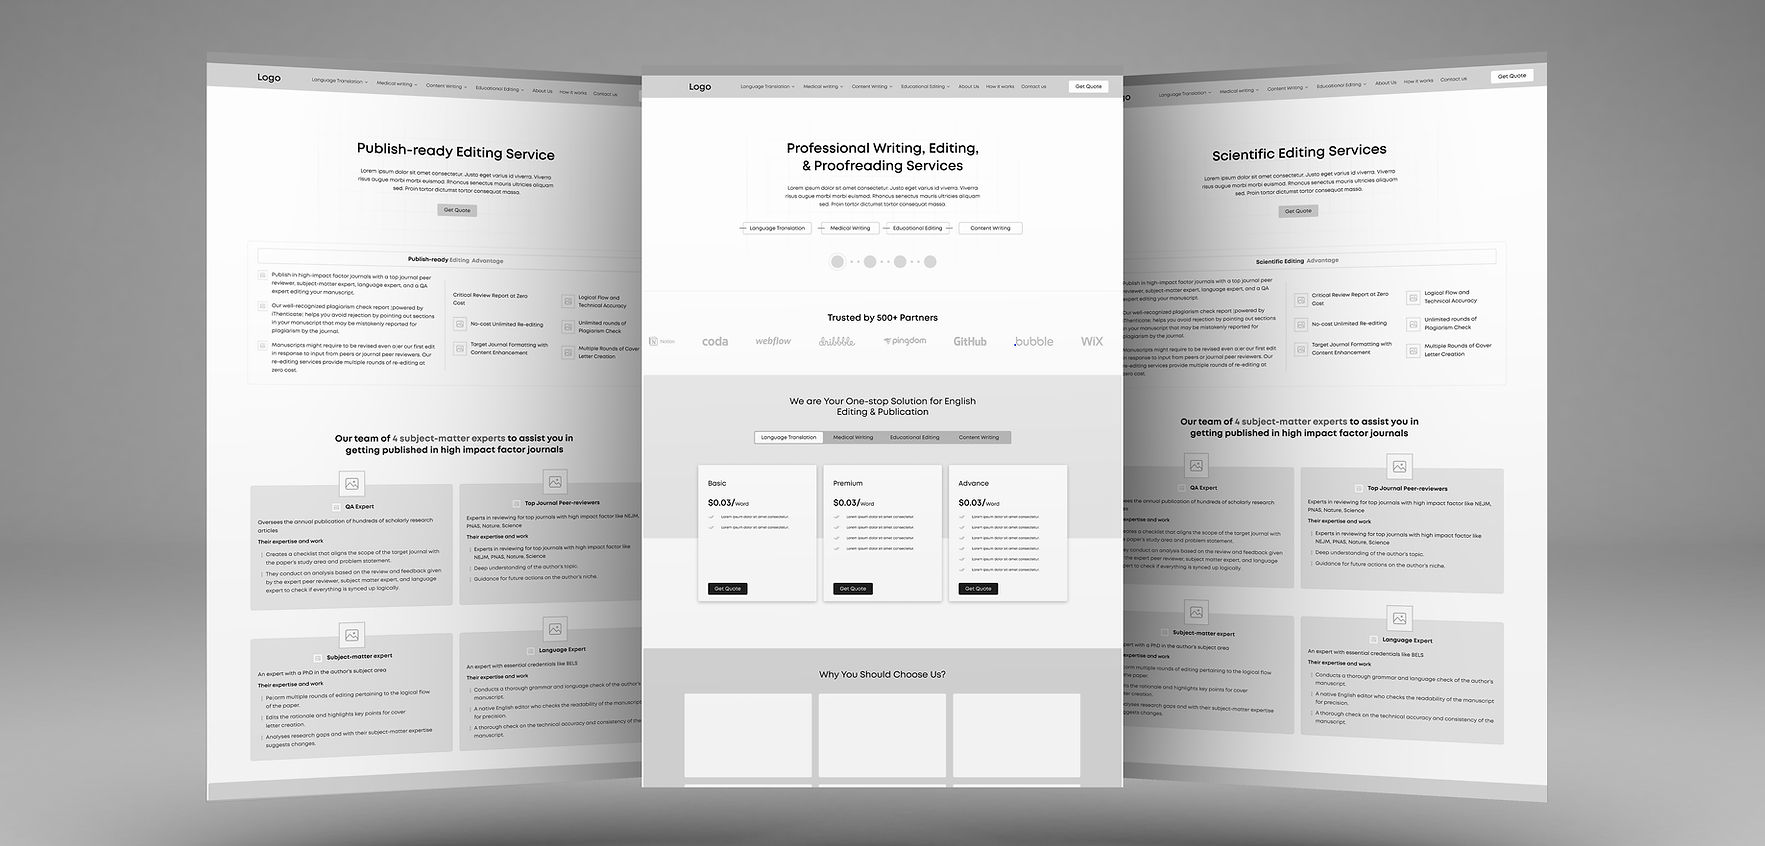 Logo
Language Translation
Medical writing
Content Writing
Educational Editing
About Us
How it works
Contact us
Publish-ready Editing Service
Lorem ipsum dolor sit amet consectetur. Justo eget varius id viverra. Viverra
risus augue morbi morbi euismod. Rhoncus senectus mauris ultricies aliquam
sed. Proin tortor dictumst tortor consequat massa.
Get Quote
Publish-ready Editing Advantage
Publish in high-impact factor journals with a top journal peer
reviewer, subject-matter expert, language expert, and a QA
expert editing your manuscript.
Our well-recognized plagiarism check report (powered by
iThenticate; helps you avoid rejection by pointing out sections
in your manuscript that may be mistakenly reported for
plagiarism by the journal.
Manuscripts might require to be revised even a;er our first edit
in response to input from peers or journal peer reviewers. Our
re-editing services provide multiple rounds of re-editing at
zero cost.
Critical Review Report at Zero
Cost
No-cost Unlimited Re-editing
Target Journal Formatting with
Content Enhancement
Logical Flow and
Technical Accuracy
Unlimited rounds of
Plagiarism Check
Multiple Rounds of Cover
Letter Creation
Our team of 4 subject-matter experts to assist you in
getting published in high impact factor journals
QA Expert
Oversees the annual publication of hundreds of scholarly research
articles
Their expertise and work
Creates a checklist that aligns the scope of the target journal with
the paper's study area and problem statement.
They conduct an analysis based on the review and feedback given
by the expert peer reviewer, subject matter expert, and language
expert to check if everything is synced up logically.
Top Journal Peer-reviewers
Experts in reviewing for top journals with high impact factor like NEJM,
PNAS, Nature, Science
Their expertise and work
Experts in reviewing for top journals with high impact factor like
NEJM, PNAS, Nature, Science
Deep understanding of the author's topic.
Guidance for future actions on the author's niche.
Subject-matter expert
An expert with a PhD in the author's subject area
Their expertise and work
Pe;orm multiple rounds of editing pertaining to the logical flow
of the paper.
Edits the rationale and highlights key points for cover
letter creation.
Analyses research gaps and with their subject-matter expertise
suggests changes.
Language Expert
An expert with essential credentials like BELS
Their expertise and work
Conducts a thorough grammar and language check of the author's
manuscript.
A native English editor who checks the readability of the manuscript
for precision.
A thorough check on the technical accuracy and consistency of the
manuscript.
Logo
Language Translation
Medical writing
Content Writing
Educational Editing
About Us
How it works
Contact us
Get Quote
Professional Writing, Editing,
& Proofreading Services
Lorem ipsum dolor sit amet consectetur. Justo eget varius id viverra. Viverra
risus augue morbi morbi euismod. Rhoncus senectus mauris ultricies aliquam
sed. Proin tortor dictumst tortor consequat massa.
Language Translation
Medical Writing
Educational Editing
Content Writing
Trusted by 500+ Partners
Notion
coda
webflow
dribbble
pingdom
GitHub
bubble
WiX
We are Your One-stop Solution for English
Editing & Publication
Language Translation
Medical Writing
Educational Editing
Content Writing
Basic
$0.03/word
Lorem ipsum dolor sit amet consectetur.
Lorem ipsum dolor sit amet consectetur.
Get Quote
Premium
$0.03/word
Lorem ipsum dolor sit amet consectetur.
Lorem ipsum dolor sit amet consectetur.
Lorem ipsum dolor sit amet consectetur.
Lorem ipsum dolor sit amet consectetur.
Get Quote
Advance
$0.03/word
Lorem ipsum dolor sit amet consectetur.
Lorem ipsum dolor sit amet consectetur.
Lorem ipsum dolor sit amet consectetur.
Lorem ipsum dolor sit amet consectetur.
Lorem ipsum dolor sit amet consectetur.
Lorem ipsum dolor sit amet consectetur.
Get Quote
Why You Should Choose Us?
go
Language Translation
Medical writing
Content Writing
Educational Editing
About Us
How it works
Contact us
Get Quote
Scientific Editing Services
Lorem ipsum dolor sit amet consectetur. Justo eget varius id viverra. Viverra
risus augue morbi morbi euismod. Rhoncus senectus mauris ultricies aliquam
sed. Proin tortor dictumst tortor consequat massa.
Get Quote
Scientific Editing Advantage
Publish in high-impact factor journals with a top journal peer
reviewer, subject-matter expert, language expert, and a QA
expert editing your manuscript.
Our well-recognized plagiarism check report (powered by
iThenticate; helps you avoid rejection by pointing out sections
in your manuscript that may be mistakenly reported for
plagiarism by the journal.
Manuscripts might require to be revised even a;er our first edit
in response to input from peers or journal peer reviewers. Our
re-editing services provide multiple rounds of re-editing at
zero cost.
Critical Review Report at Zero
Cost
No-cost Unlimited Re-editing
Target Journal Formatting with
Content Enhancement
Logical Flow and
Technical Accuracy
Unlimited rounds of
Plagiarism Check
Multiple Rounds of Cover
Letter Creation
Our team of 4 subject-matter experts to assist you in
getting published in high impact factor journals
QA Expert
sees the annual publication of hundreds of scholarly research
es
expertise and work
reates a checklist that aligns the scope of the target journal with
he paper's study area and problem statement.
hey conduct an analysis based on the review and feedback given
y the expert peer reviewer, subject matter expert, and language
xpert to check if everything is synced up logically.
Top Journal Peer-reviewers
Experts in reviewing for top journals with high impact factor like NEJM,
PNAS, Nature, Science
Their expertise and work
Experts in reviewing for top journals with high impact factor like
NEJM, PNAS, Nature, Science
Deep understanding of the author's topic.
Guidance for future actions on the author's niche.
Subject-matter expert
pert with a PhD in the author's subject area
expertise and work
e;orm multiple rounds of editing pertaining to the logical flow
f the paper.
dits the rationale and highlights key points for cover
etter creation.
nalyses research gaps and with their subject-matter expertise
uggests changes.
Language Expert
An expert with essential credentials like BELS
Their expertise and work
Conducts a thorough grammar and language check of the author's
manuscript.
A native English editor who checks the readability of the manuscript
for precision.
A thorough check on the technical accuracy and consistency of the
manuscript.